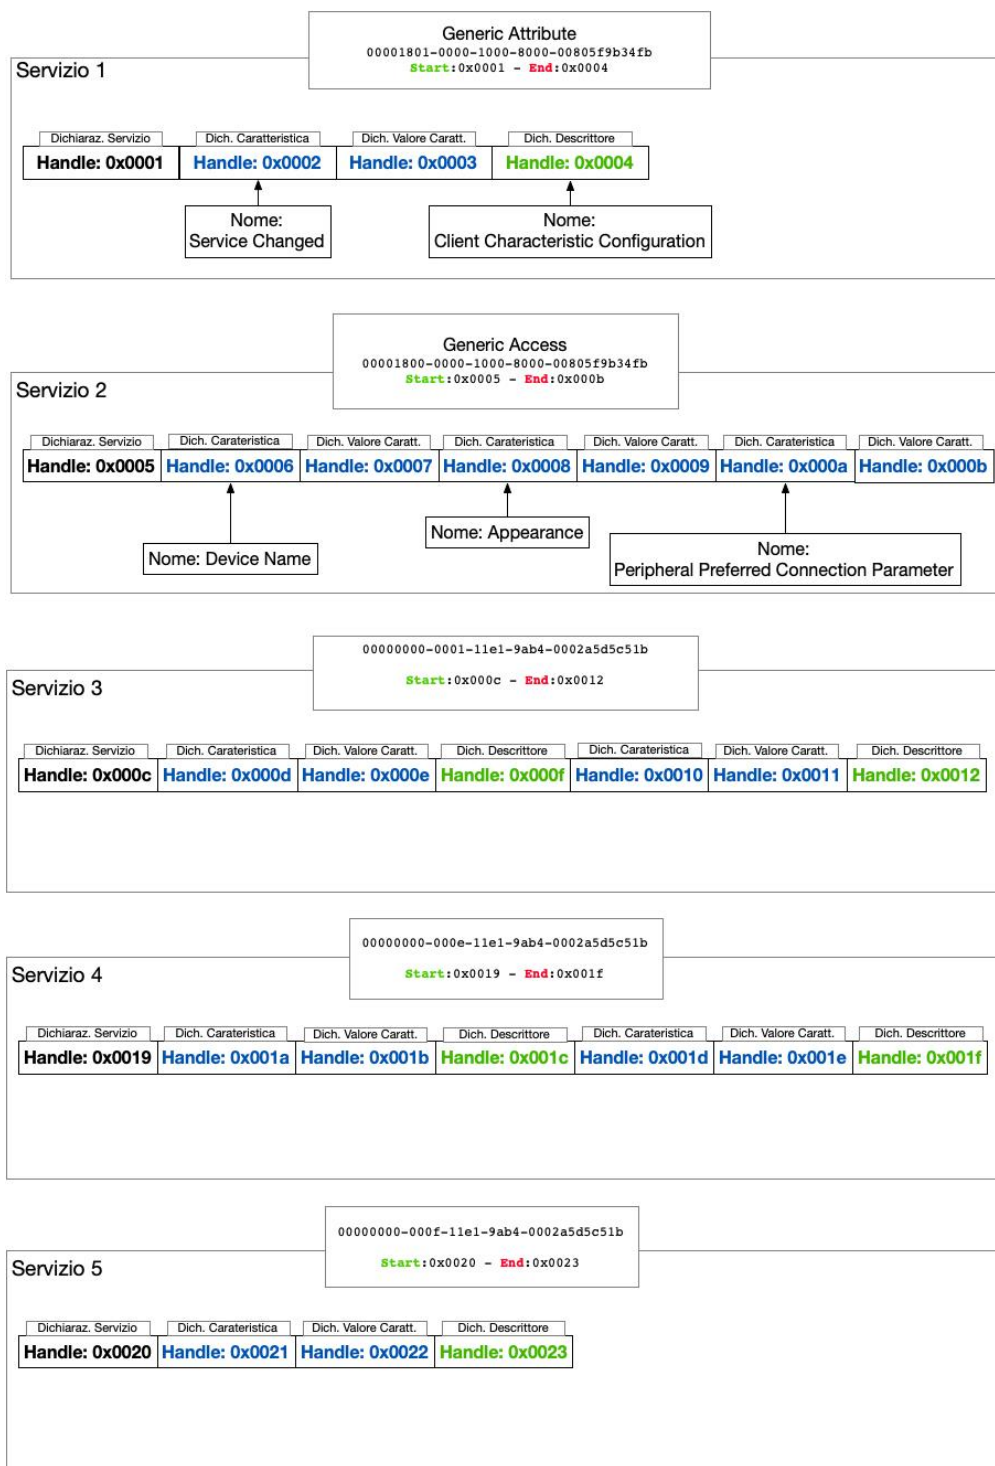 Generic Attribute
00001801-0000-1000-8000-00805f9b34fb
Start:0x0001 - End:0x0004
Servizio 1
Dichiaraz. Servizio Dich. Caratteristica Dich. Valore Caratt. Dich. Descrittore
Handle: 0x0001 Handle: 0x0002 Handle: 0x0003 Handle: 0x0004
Nome:
Service Changed
Nome:
Client Characteristic Configuration
Generic Access
00001800-0000-1000-8000-00805f9b34fb
Start:0x0005 - End:0x000b
Servizio 2
Dichiaraz. Servizio Dich. Carateristica Dich. Valore Caratt. Dich. Carateristica Dich. Valore Caratt. Dich. Carateristica Dich. Valore Caratt.
Handle: 0x0005 Handle: 0x0006 Handle: 0x0007 Handle: 0x0008 Handle: 0x0009 Handle: 0x000a Handle: 0x000b
Nome: Device Name
Nome: Appearance
Nome:
Peripheral Preferred Connection Parameter
00000000-0001-11e1-9ab4-0002a5d5c51b
Start:0x000c - End:0x0012
Servizio 3
Dichiaraz. Servizio Dich. Carateristica Dich. Valore Caratt. Dich. Descrittore Dich. Carateristica Dich. Valore Caratt. Dich. Descrittore
Handle: 0x000c Handle: 0x000d Handle: 0x000e Handle: 0x000f Handle: 0x0010 Handle: 0x0011 Handle: 0x0012
00000000-000e-11e1-9ab4-0002a5d5c51b
Start:0x0019 - End:0x001f
Servizio 4
Dichiaraz. Servizio Dich. Carateristica Dich. Valore Caratt. Dich. Descrittore Dich. Carateristica Dich. Valore Caratt. Dich. Descrittore
Handle: 0x0019 Handle: 0x001a Handle: 0x001b Handle: 0x001c Handle: 0x001d Handle: 0x001e Handle: 0x001f
00000000-000f-11e1-9ab4-0002a5d5c51b
Start:0x0020 - End:0x0023
Servizio 5
Dichiaraz. Servizio Dich. Carateristica Dich. Valore Caratt. Dich. Descrittore
Handle: 0x0020 Handle: 0x0021 Handle: 0x0022 Handle: 0x0023